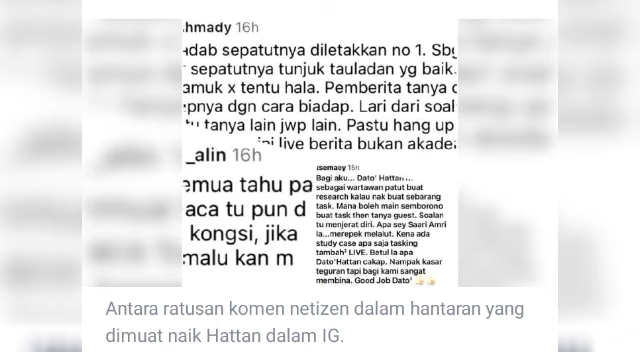 hmady 16h
adab sepatutnya diletakkan no 1. Sbg
sepatutnya tunjuk tauladan yg baik.
amuk x tentu hala. Pemberita tanya
pnya dgn cara biadap. Lari dari soal
tu tanya lain jwp lain. Pastu hang up
ini live berita bukan akade
_alin 16h
emua tahu pa
aca tu pun d
kongsi, jika
malu kan m
tsemaey 15h
Bagi aku... Dato' Hattan....
sebagai wartawan patut buat
research kalau nak buat sebarang
task. Mana boleh main semborono
buat task then tanya guest. Soalan
tu menjerat diri. Apa sey Saari Amri
la...merepek melalut. Kena ada
study case apa saja tasking
tambah² LIVE. Betul la apa
Dato'Hattan cakap. Nampak kasar
teguran tapi bagi kami sangat
membina. Good Job Dato'
Antara ratusan komen netizen dalam hantaran yang
dimuat naik Hattan dalam IG.